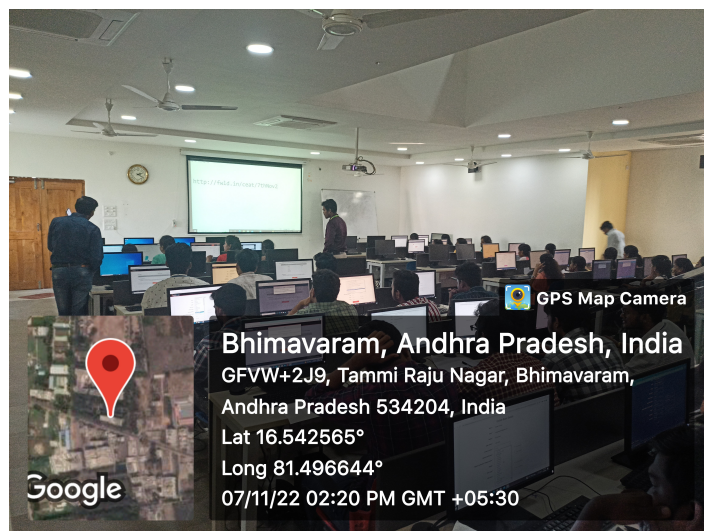 GPS Map Camera
Bhimavaram, Andhra Pradesh, India
GFVW+2J9, Tammi Raju Nagar, Bhimavaram,
Andhra Pradesh 534204, India
Lat 16.542565°
Long 81.496644°
07/11/22 02:20 PM GMT +05:30
Google